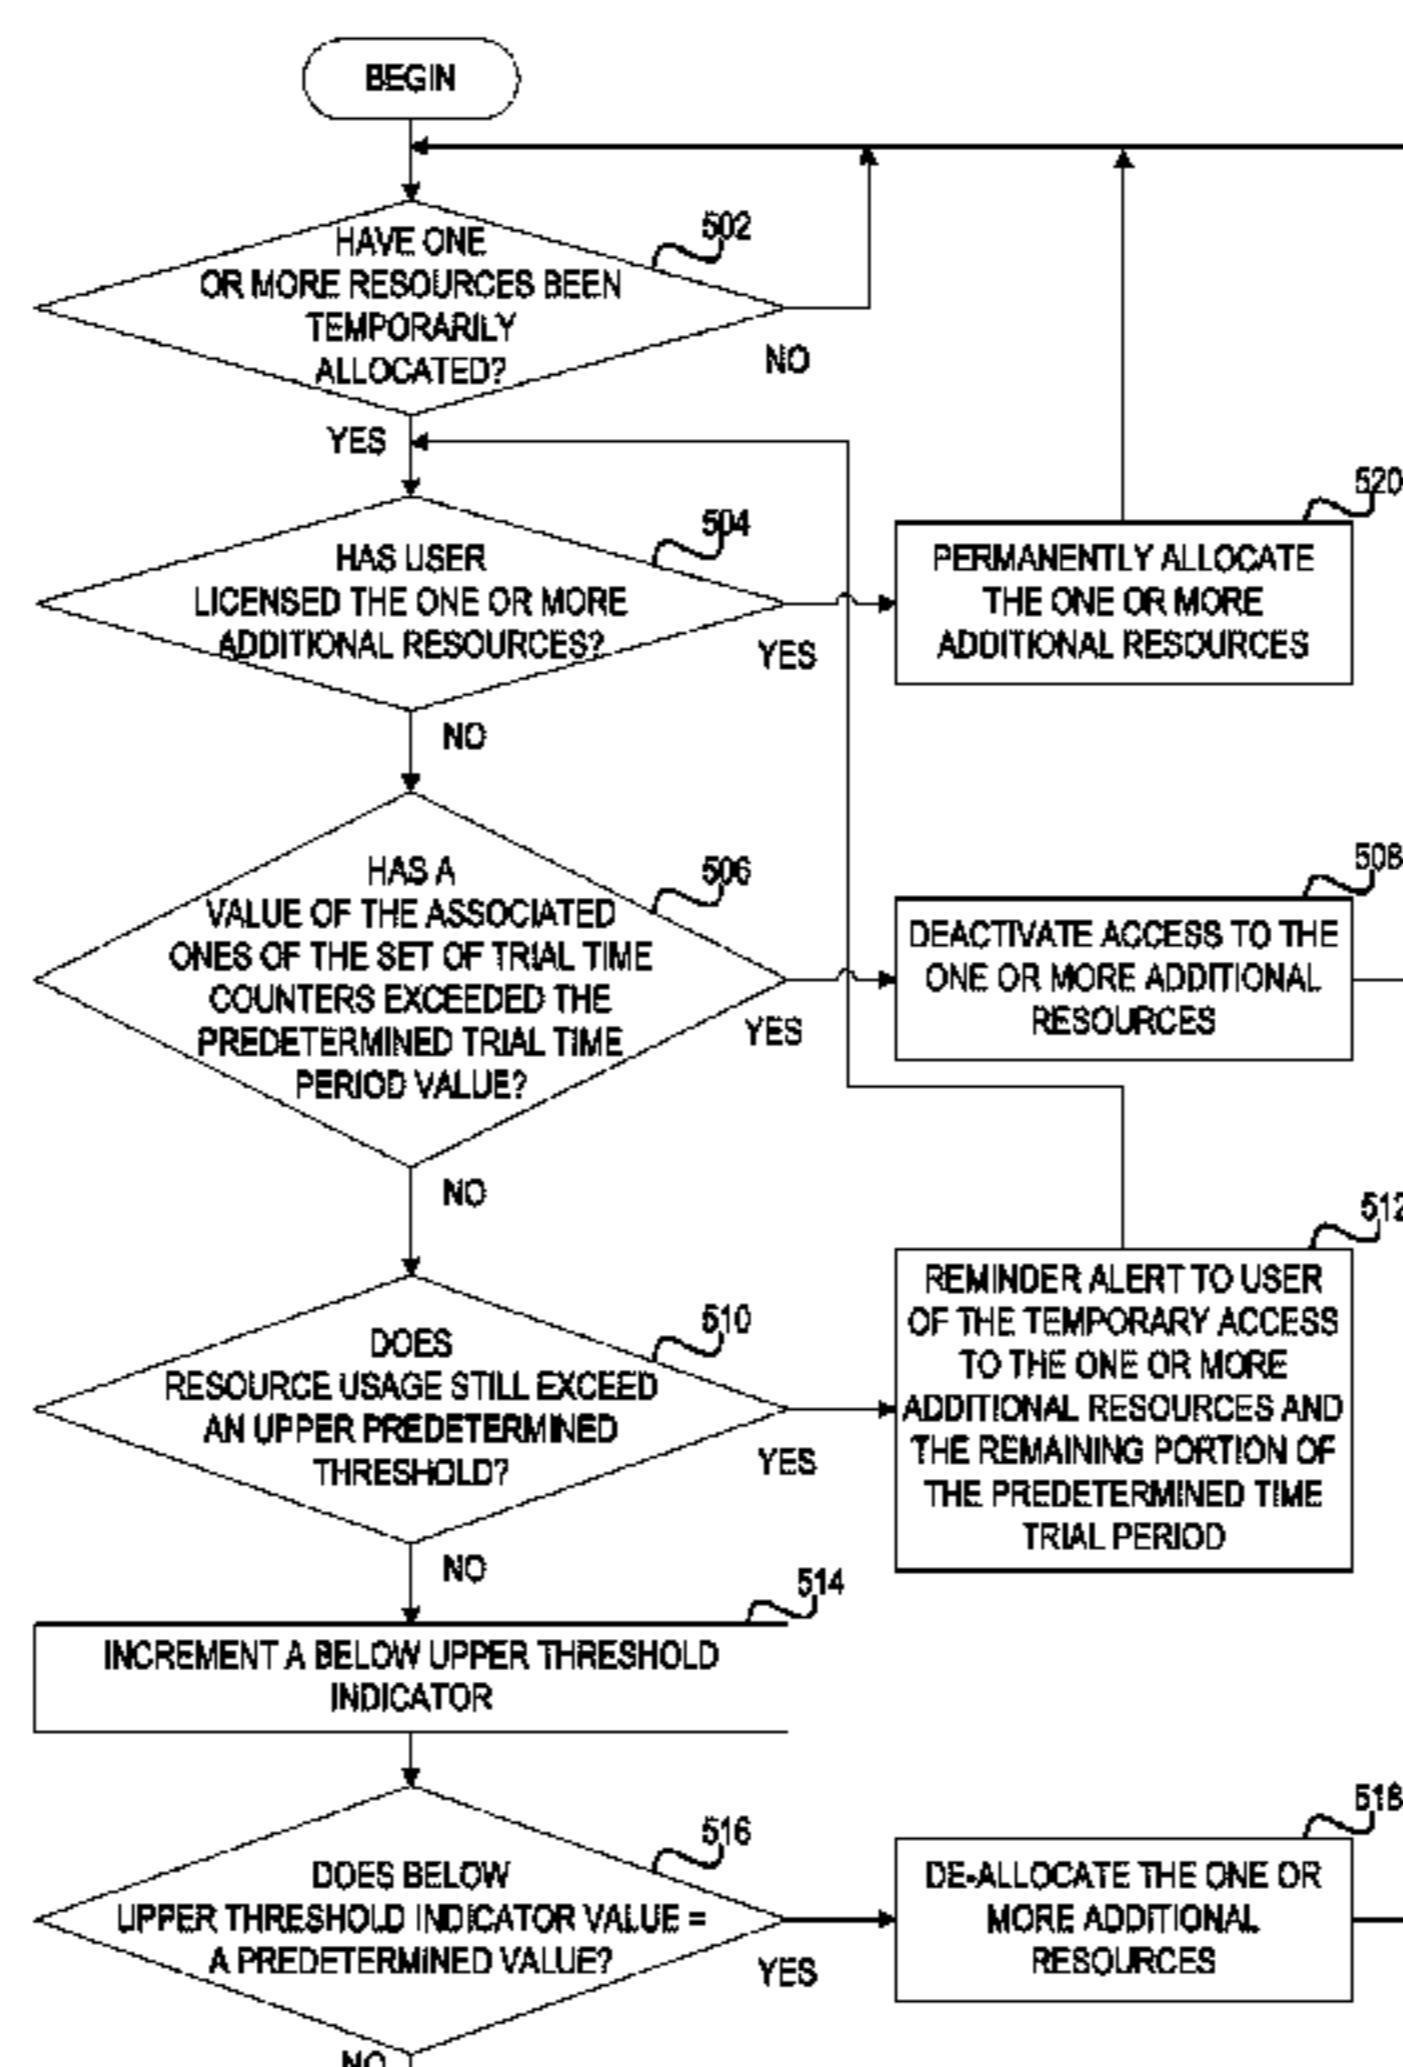 BEGIN
502
HAVE ONE
OR MORE RESOURCES BEEN
TEMPORARILY
ALLOCATED?
NO
YES
504
HAS USER
LICENSED THE ONE OR MORE
ADDITIONAL RESOURCES?
YES
520
PERMANENTLY ALLOCATE
THE ONE OR MORE
ADDITIONAL RESOURCES
NO
506
HAS A
VALUE OF THE ASSOCIATED
ONES OF THE SET OF TRIAL TIME
COUNTERS EXCEEDED THE
PREDETERMINED TRIAL TIME
PERIOD VALUE?
YES
508
DEACTIVATE ACCESS TO THE
ONE OR MORE ADDITIONAL
RESOURCES
NO
510
DOES
RESOURCE USAGE STILL EXCEED
AN UPPER PREDETERMINED
THRESHOLD?
YES
512
REMINDER ALERT TO USER
OF THE TEMPORARY ACCESS
TO THE ONE OR MORE
ADDITIONAL RESOURCES AND
THE REMAINING PORTION OF
THE PREDETERMINED TIME
TRIAL PERIOD
NO
514
INCREMENT A BELOW UPPER THRESHOLD
INDICATOR
516
DOES BELOW
UPPER THRESHOLD INDICATOR VALUE =
A PREDETERMINED VALUE?
YES
518
DE-ALLOCATE THE ONE OR
MORE ADDITIONAL
RESOURCES
NO